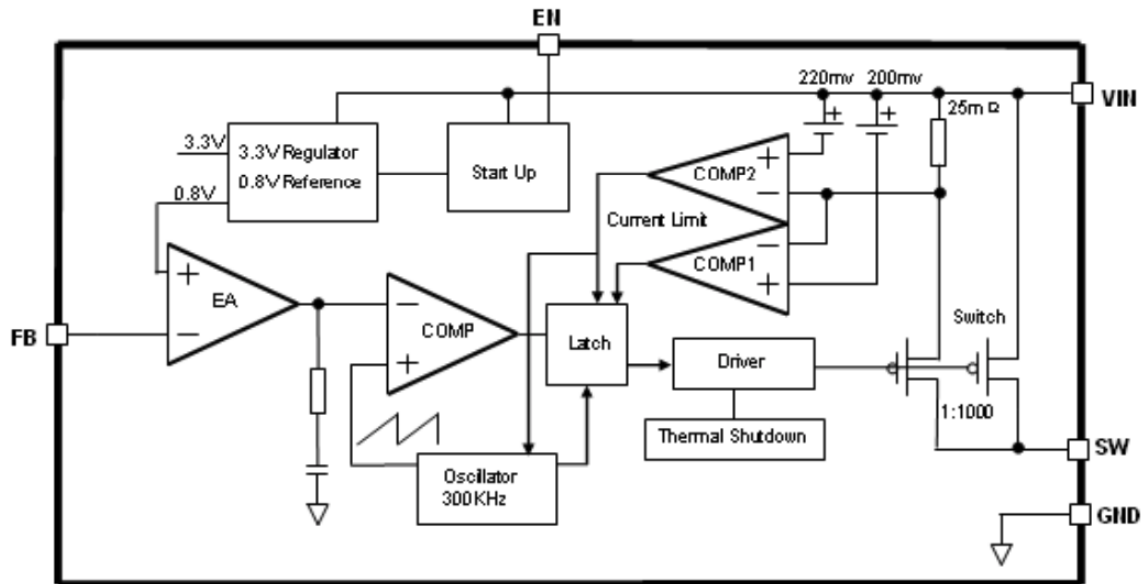 EN
220mv 200mv
VIN
25mΩ
3.3V
3.3V Regulator
0.8V Reference
Start Up
COMP2
0.8V
Current Limit
COMP1
EA
FB
COMP
Latch
Switch
Driver
1:1000
Thermal Shutdown
SW
Oscillator
300KHz
GND